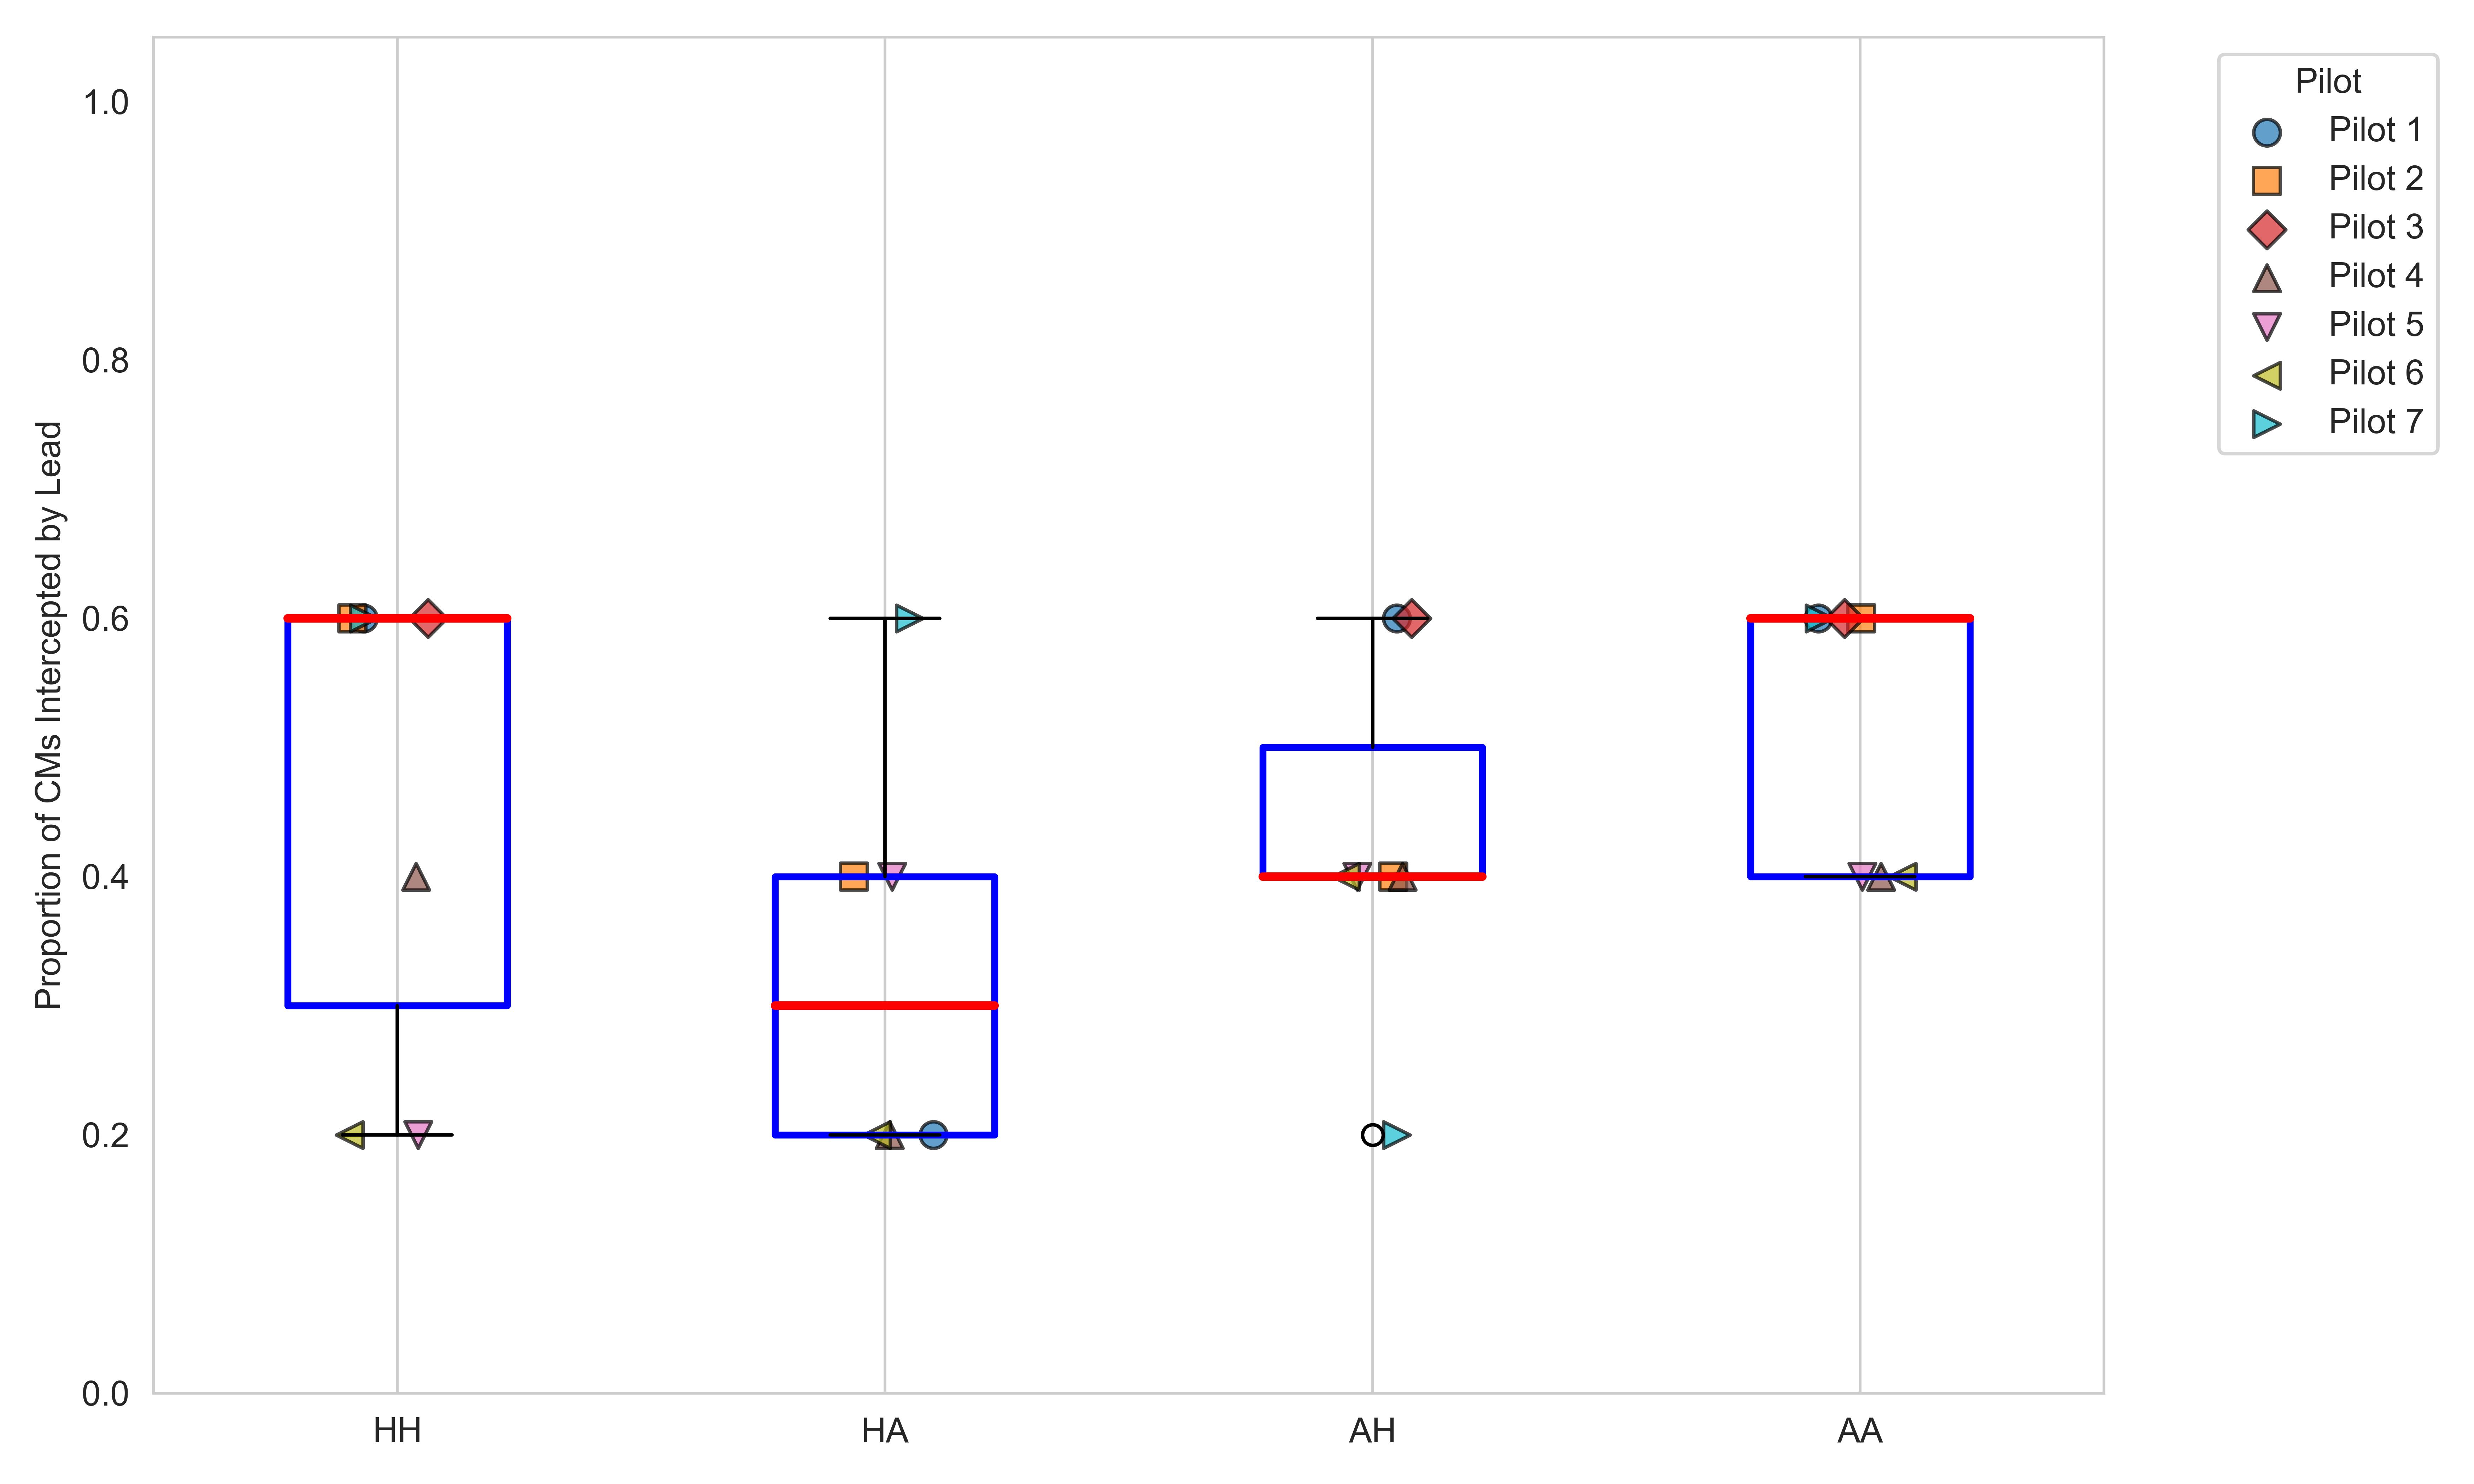 Proportion of CMs Intercepted by Lead
1.0
0.8
0.6
0.4
0.2
0.0
HH
HA
AH
AA
Pilot
Pilot 1
Pilot 2
Pilot 3
Pilot 4
Pilot 5
Pilot 6
Pilot 7